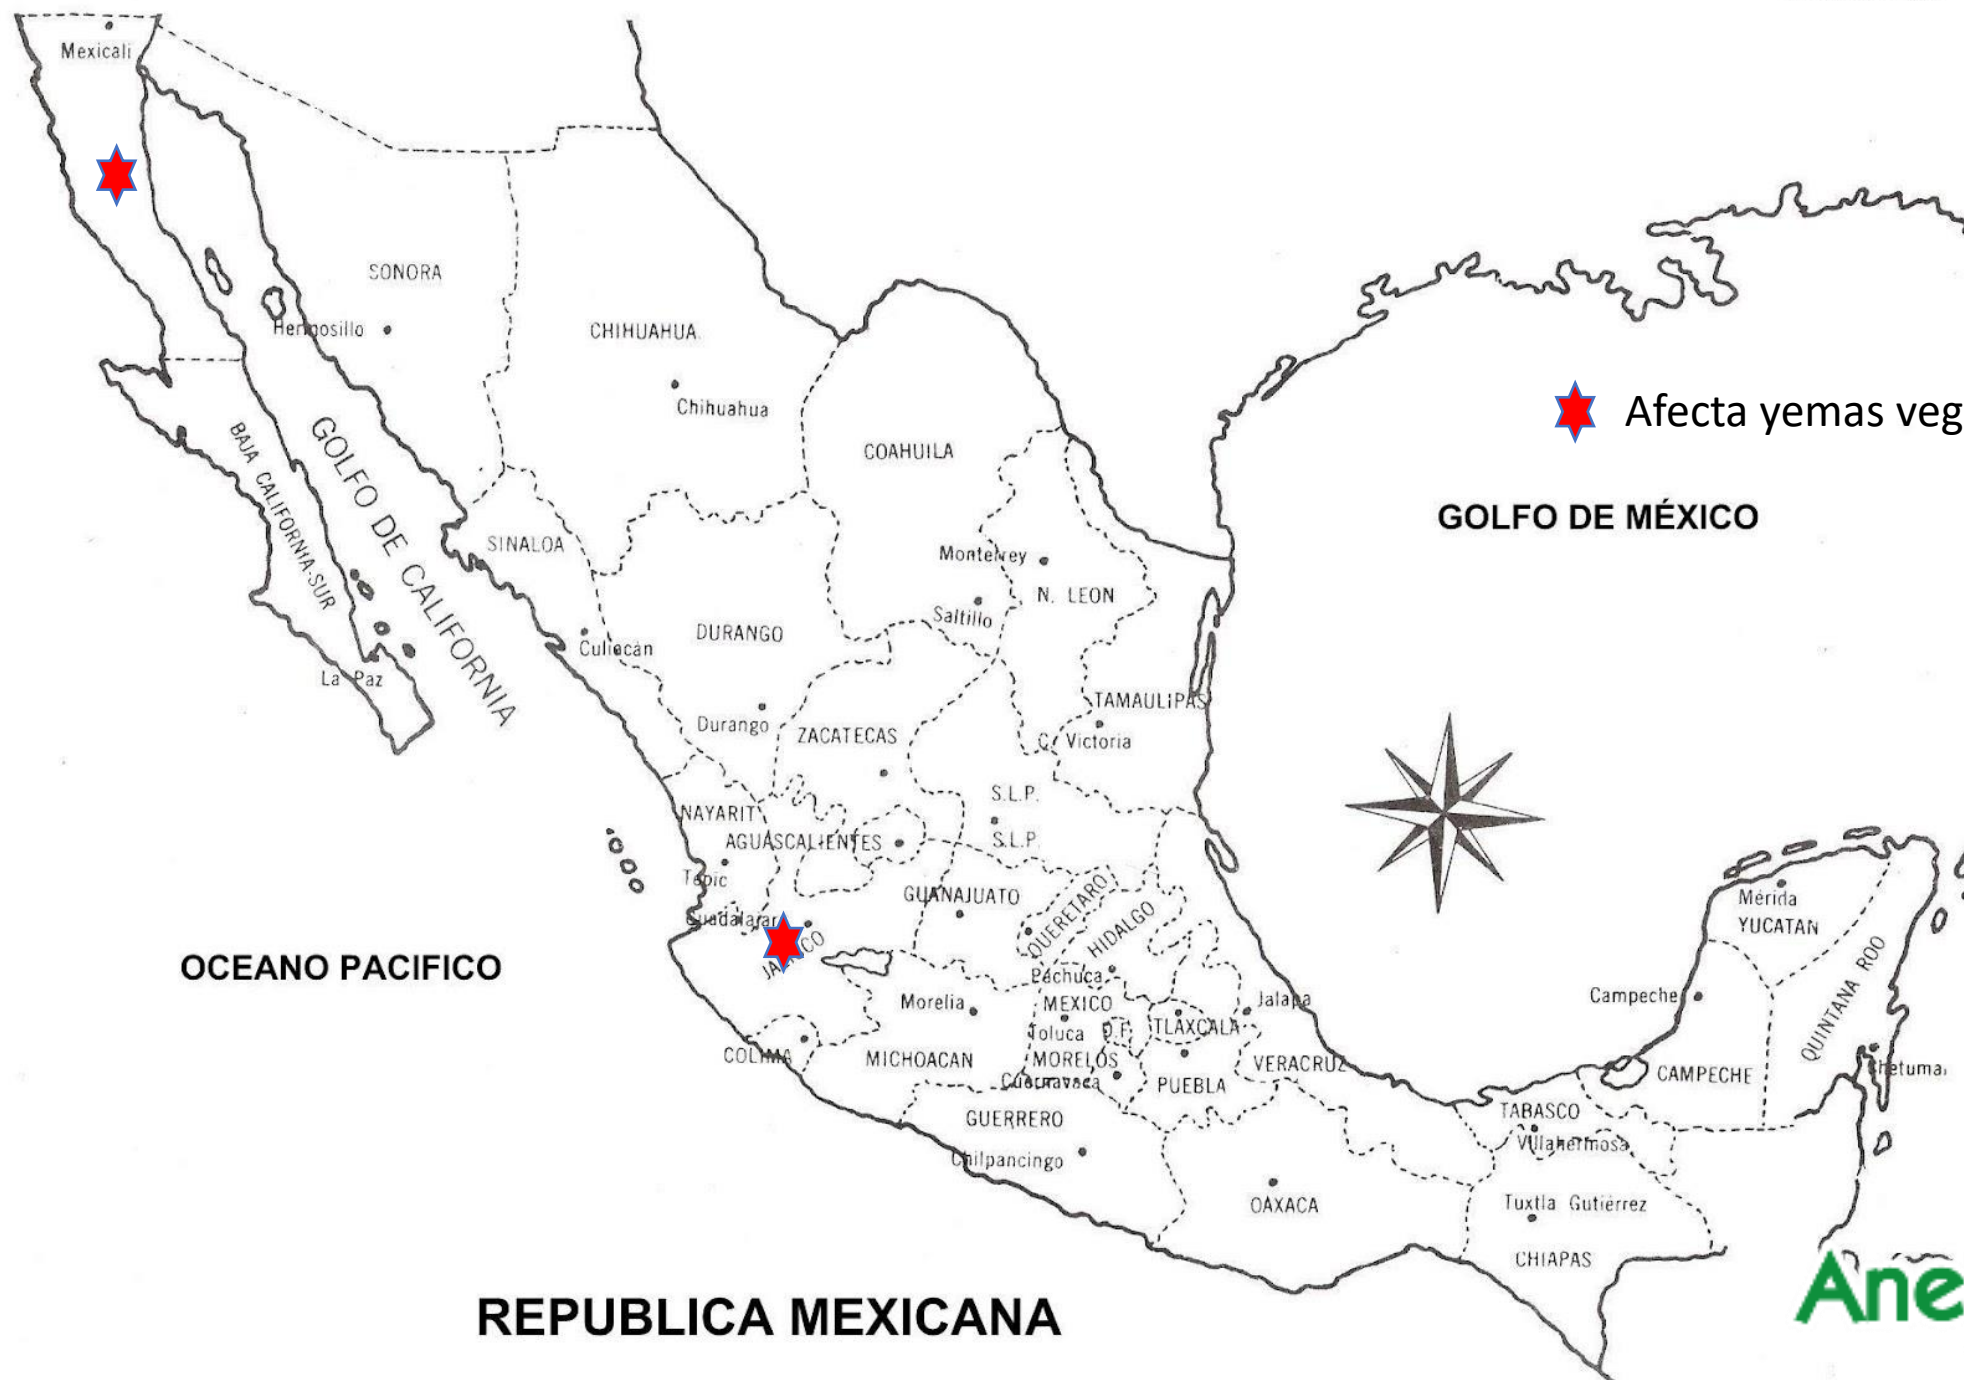 Mexicali
SONORA
Hermosillo
CHIHUAHUA
Chihuahua
Afecta yemas veg
COAHUILA
GOLFO DE MÉXICO
BAJA CALIFORNIA-SUR
GOLFO DE CALIFORNIA
SINALOA
Monterrey
N. LEON
Saltillo
DURANGO
Culiacán
La Paz
TAMAULIPAS
Durango
ZACATECAS
C. Victoria
S.L.P.
NAYARIT
AGUASCALIENTES
S.L.P.
Tepic
GUANAJUATO
QUERETARO
HIDALGO
Mérida
YUCATAN
Guadalajar
OCEANO PACIFICO
Pachuca
QUINTANA ROO
Morelia
MEXICO
Jalapa
Campeche
Toluca
D.F.
TLAXCALA
COLIMA
MICHOACAN
MORELOS
VERACRUZ
Cuernavaca
PUEBLA
CAMPECHE
Chetumal
GUERRERO
TABASCO
Villahermosa
Chilpancingo
OAXACA
Tuxtla Gutiérrez
CHIAPAS
Ane
REPUBLICA MEXICANA